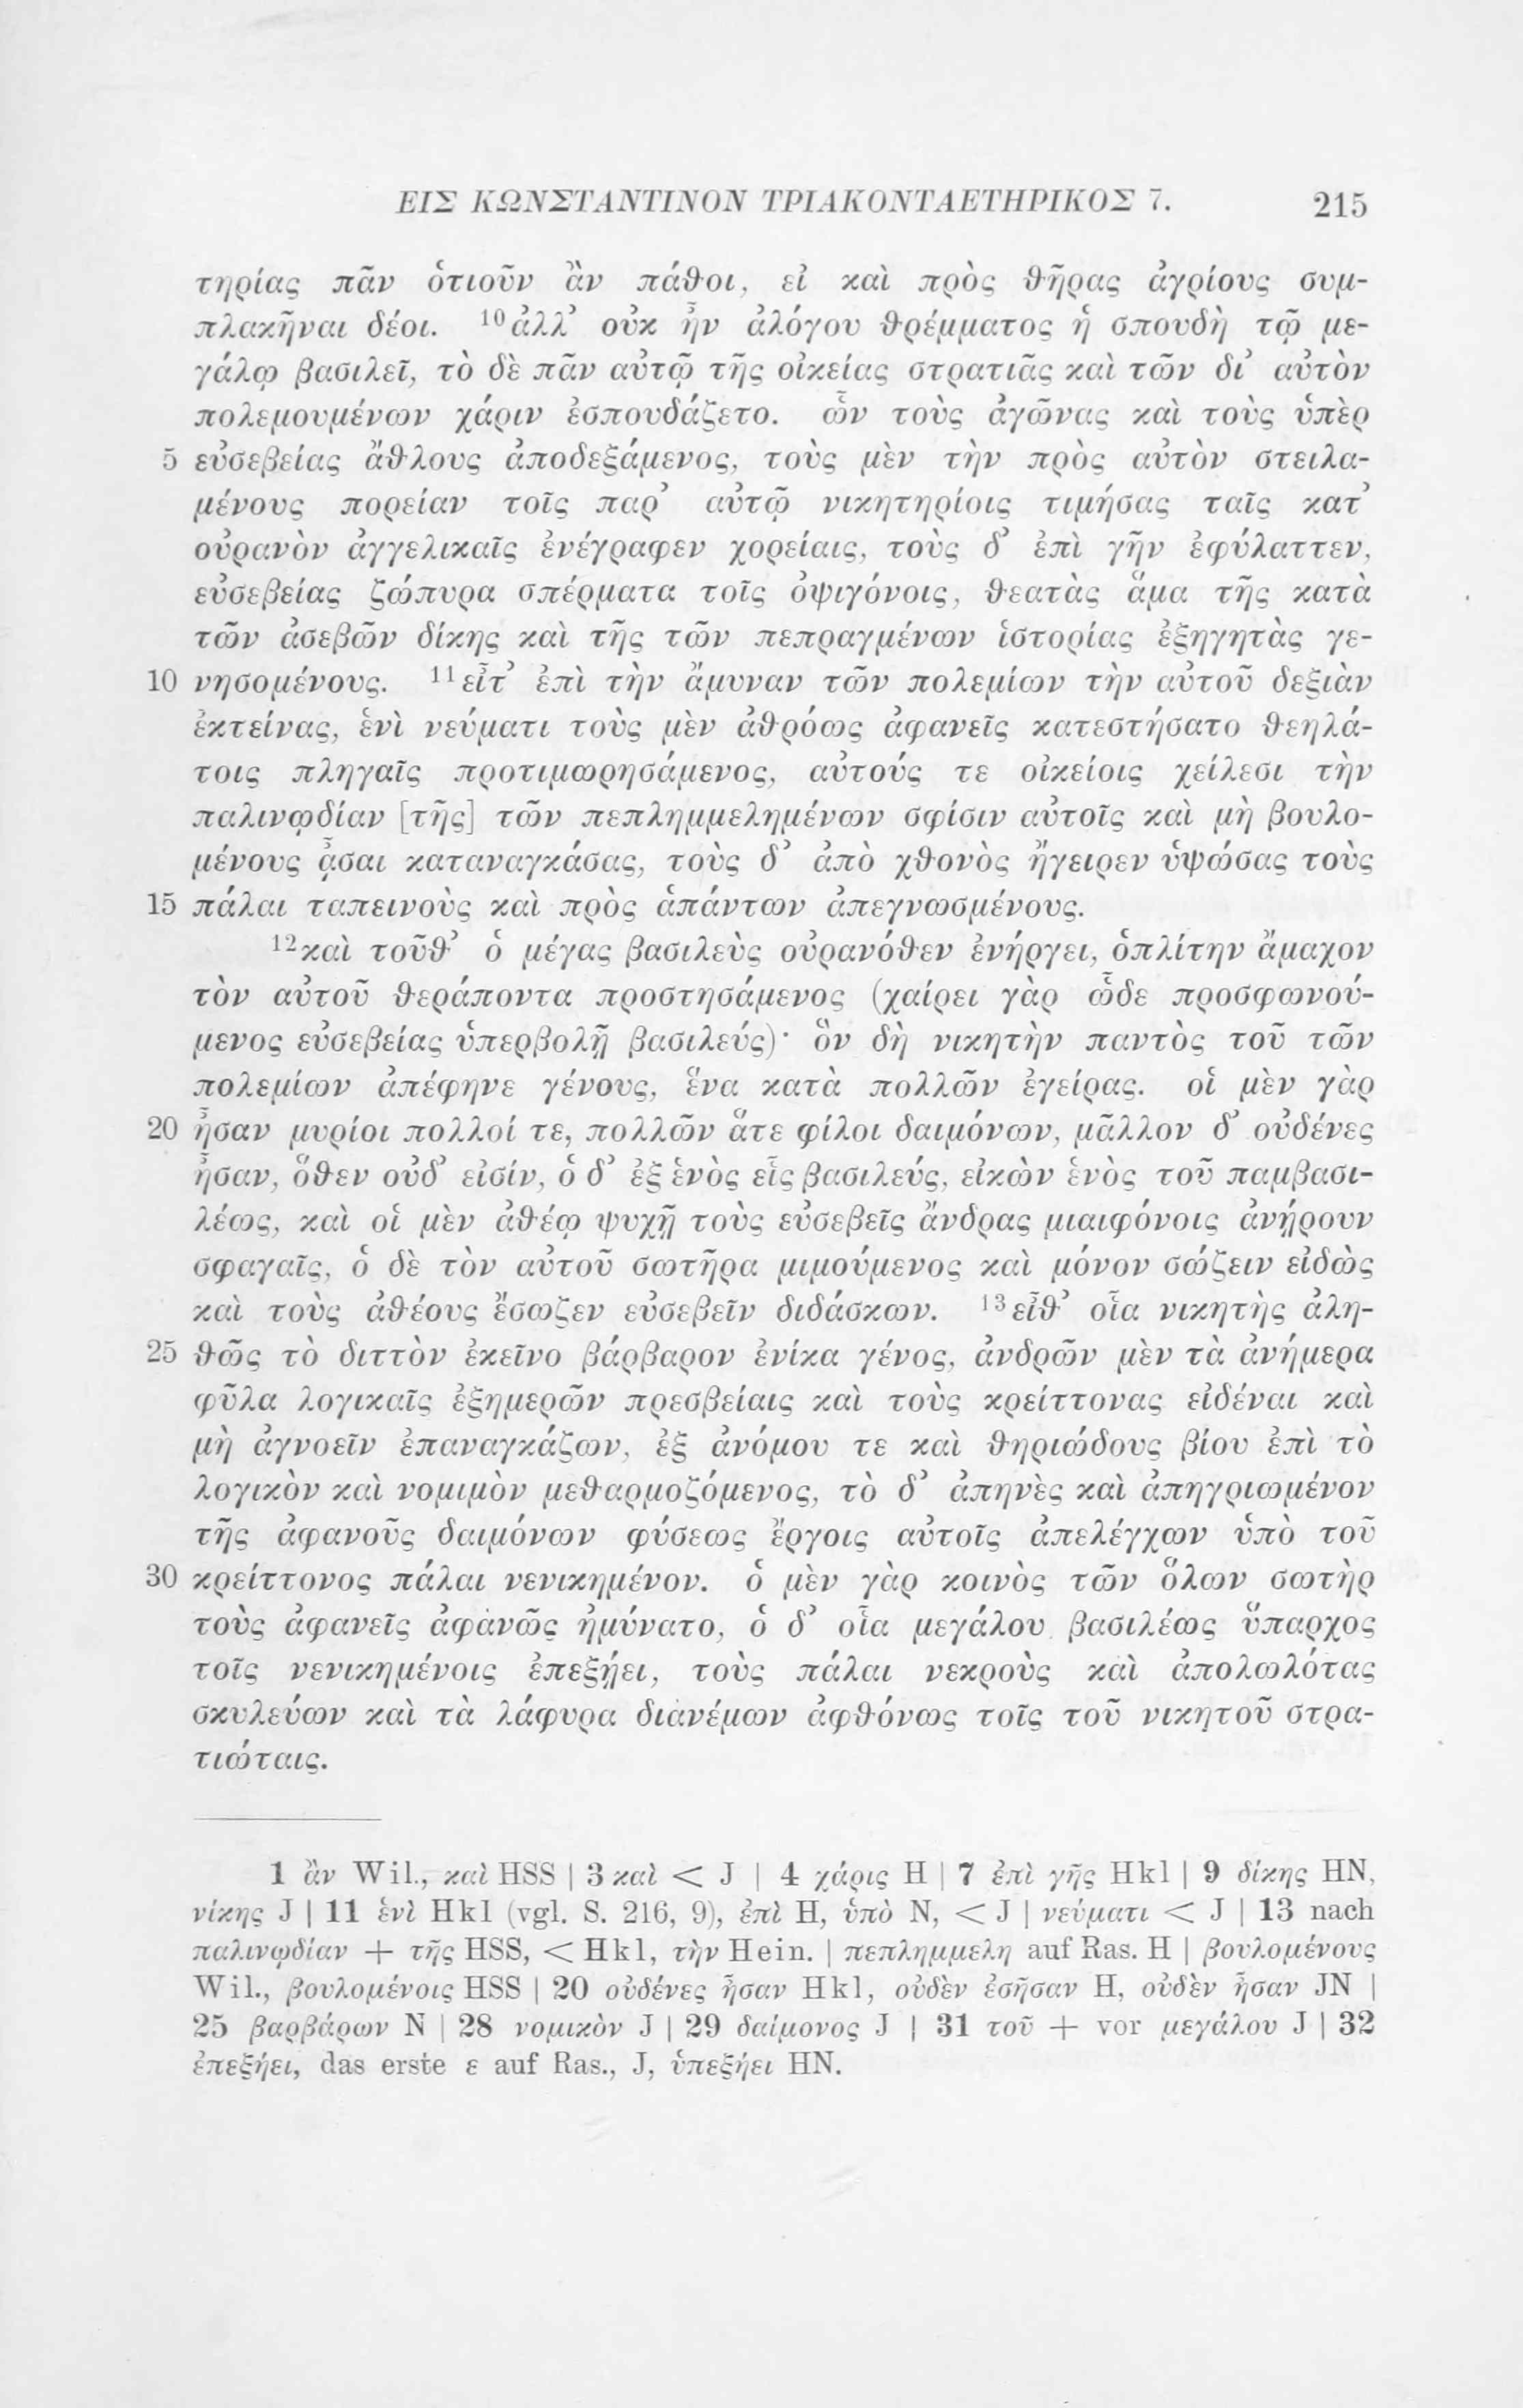 ΕΙΣ ΚΩΝΣΤΑΝΤΙΝΟΝ ΤΡΙΑΚΟΝΤΑΕΤΗΡΙΚΟΣ 7. 215
τηρίας πᾶν ὁτιοῦν ἂν πάθοι, εἰ καὶ πρὸς θῆρας ἀγρίους συμ-
πλακῆναι δέοι. ¹⁰ἀλλ’ οὐκ ἦν ἀλόγου θρέμματος ἡ σπουδὴ τῷ με-
γάλῳ βασιλεῖ, τὸ δὲ πᾶν αὐτῷ τῆς οἰκείας στρατιᾶς καὶ τῶν δι’ αὐτὸν
πολεμουμένων χάριν ἐσπουδάζετο. ὧν τοὺς ἀγῶνας καὶ τοὺς ὑπὲρ
5 εὐσεβείας ἄθλους ἀποδεξάμενος, τοὺς μὲν τὴν πρὸς αὐτὸν στειλα-
μένους πορείαν τοῖς παρ’ αὐτῷ νικητηρίοις τιμήσας ταῖς κατ’
οὐρανὸν ἀγγελικαῖς ἐνέγραφεν χορείαις, τοὺς δ’ ἐπὶ γῆν ἐφύλαττεν,
εὐσεβείας ζώπυρα σπέρματα τοῖς ὀψιγόνοις, θεατὰς ἅμα τῆς κατὰ
τῶν ἀσεβῶν δίκης καὶ τῆς τῶν πεπραγμένων ἱστορίας ἐξηγητὰς γε-
10 νησομένους. ¹¹εἶτ’ ἐπὶ τὴν ἄμυναν τῶν πολεμίων τὴν αὐτοῦ δεξιὰν
ἐκτείνας, ἑνὶ νεύματι τοὺς μὲν ἀθρόως ἀφανεῖς κατεστήσατο θεηλά-
τοις πληγαῖς προτιμωρησάμενος, αὐτούς τε οἰκείοις χείλεσι τὴν
παλινῳδίαν [τῆς] τῶν πεπλημμελημένων σφίσιν αὐτοῖς καὶ μὴ βουλο-
μένους ᾆσαι καταναγκάσας, τοὺς δ’ ἀπὸ χθονὸς ἤγειρεν ὑψώσας τοὺς
15 πάλαι ταπεινοὺς καὶ πρὸς ἁπάντων ἀπεγνωσμένους.
¹²καὶ τοῦθ’ ὁ μέγας βασιλεὺς οὐρανόθεν ἐνήργει, ὁπλίτην ἄμαχον
τὸν αὐτοῦ θεράποντα προστησάμενος (χαίρει γὰρ ὧδε προσφωνού-
μενος εὐσεβείας ὑπερβολῇ βασιλεύς)· ὃν δὴ νικητὴν παντὸς τοῦ τῶν
πολεμίων ἀπέφηνε γένους, ἕνα κατὰ πολλῶν ἐγείρας. οἱ μὲν γὰρ
20 ἦσαν μυρίοι πολλοί τε, πολλῶν ἅτε φίλοι δαιμόνων, μᾶλλον δ’ οὐδένες
ἦσαν, ὅθεν οὐδ’ εἰσίν, ὁ δ’ ἐξ ἑνὸς εἷς βασιλεύς, εἰκὼν ἑνὸς τοῦ παμβασι-
λέως, καὶ οἱ μὲν ἀθέῳ ψυχῇ τοὺς εὐσεβεῖς ἄνδρας μιαιφόνοις ἀνῄρουν
σφαγαῖς, ὁ δὲ τὸν αὐτοῦ σωτῆρα μιμούμενος καὶ μόνον σώζειν εἰδὼς
καὶ τοὺς ἀθέους ἔσωζεν εὐσεβεῖν διδάσκων. ¹³εἶθ’ οἷα νικητὴς ἀλη-
25 θῶς τὸ διττὸν ἐκεῖνο βάρβαρον ἐνίκα γένος, ἀνδρῶν μὲν τὰ ἀνήμερα
φῦλα λογικαῖς ἐξημερῶν πρεσβείαις καὶ τοὺς κρείττονας εἰδέναι καὶ
μὴ ἀγνοεῖν ἐπαναγκάζων, ἐξ ἀνόμου τε καὶ θηριώδους βίου ἐπὶ τὸ
λογικὸν καὶ νομιμὸν μεθαρμοζόμενος, τὸ δ’ ἀπηνὲς καὶ ἀπηγριωμένον
τῆς ἀφανοῦς δαιμόνων φύσεως ἔργοις αὐτοῖς ἀπελέγχων ὑπὸ τοῦ
30 κρείττονος πάλαι νενικημένον. ὁ μὲν γὰρ κοινὸς τῶν ὅλων σωτὴρ
τοὺς ἀφανεῖς ἀφανῶς ἠμύνατο, ὁ δ’ οἷα μεγάλου βασιλέως ὕπαρχος
τοῖς νενικημένοις ἐπεξῄει, τοὺς πάλαι νεκροὺς καὶ ἀπολωλότας
σκυλεύων καὶ τὰ λάφυρα διανέμων ἀφθόνως τοῖς τοῦ νικητοῦ στρα-
τιώταις.
1 ἂν Wil., καὶ HSS | 3 καὶ < J | 4 χάρις H | 7 ἐπὶ γῆς Hkl | 9 δίκης HN,
νίκης J | 11 ἑνὶ Hkl (vgl. S. 216, 9), ἐπὶ H, ὑπὸ N, < J | νεύματι < J | 13 nach
παλινῳδίαν + τῆς HSS, < Hkl, τὴν Hein. | πεπλημμελη auf Ras. H | βουλομένους
Wil., βουλομένοις HSS | 20 οὐδένες ἦσαν Hkl, οὐδὲν ἐσῆσαν H, οὐδὲν ἦσαν JN |
25 βαρβάρων N | 28 νομικὸν J | 29 δαίμονος J | 31 τοῦ + vor μεγάλου J | 32
ἐπεξῄει, das erste ε auf Ras., J, ὑπεξῄει HN.